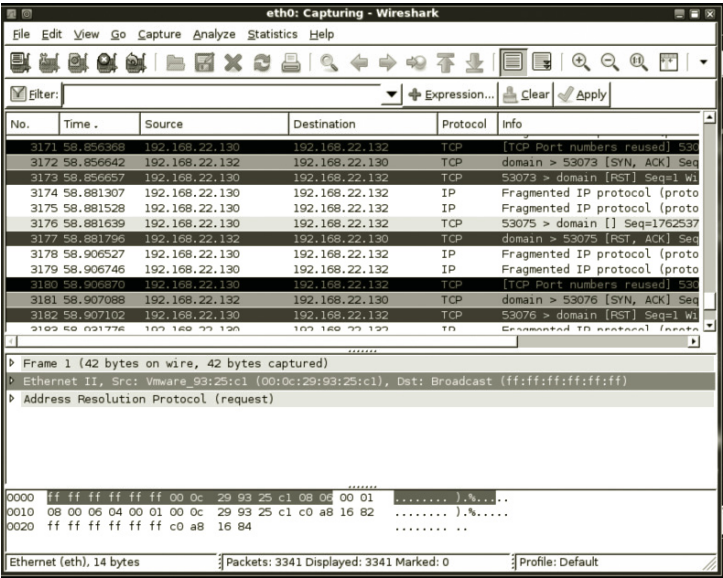 eth0: Capturing - Wireshark
File Edit View Go Capture Analyze Statistics Help
Filter: Expression... Clear Apply
No. Time . Source Destination Protocol Info
3171 58.856368 192.168.22.130 192.168.22.132 TCP [TCP Port numbers reused] 530
3172 58.856642 192.168.22.132 192.168.22.130 TCP domain > 53073 [SYN, ACK] Seq
3173 58.856657 192.168.22.130 192.168.22.132 TCP 53073 > domain [RST] Seq=1 Wi
3174 58.881307 192.168.22.130 192.168.22.132 IP Fragmented IP protocol (proto
3175 58.881528 192.168.22.130 192.168.22.132 IP Fragmented IP protocol (proto
3176 58.881639 192.168.22.130 192.168.22.132 TCP 53075 > domain [] Seq=1762537
3177 58.881796 192.168.22.132 192.168.22.130 TCP domain > 53075 [RST, ACK] Seq
3178 58.906527 192.168.22.130 192.168.22.132 IP Fragmented IP protocol (proto
3179 58.906746 192.168.22.130 192.168.22.132 IP Fragmented IP protocol (proto
3180 58.906870 192.168.22.130 192.168.22.132 TCP [TCP Port numbers reused] 530
3181 58.907088 192.168.22.132 192.168.22.130 TCP domain > 53076 [SYN, ACK] Seq
3182 58.907102 192.168.22.130 192.168.22.132 TCP 53076 > domain [RST] Seq=1 Wi
3183 58.931776 192.168.22.130 192.168.22.132 IP Fragmented IP protocol (proto
Frame 1 (42 bytes on wire, 42 bytes captured)
Ethernet II, Src: Vmware_93:25:c1 (00:0c:29:93:25:c1), Dst: Broadcast (ff:ff:ff:ff:ff:ff)
Address Resolution Protocol (request)
0000 ff ff ff ff ff ff 00 0c 29 93 25 c1 08 06 00 01 ........ ).%.....
0010 08 00 06 04 00 01 00 0c 29 93 25 c1 c0 a8 16 82 ........ ).%.....
0020 ff ff ff ff ff ff c0 a8 16 84 ........ ..
Ethernet (eth), 14 bytes Packets: 3341 Displayed: 3341 Marked: 0 Profile: Default